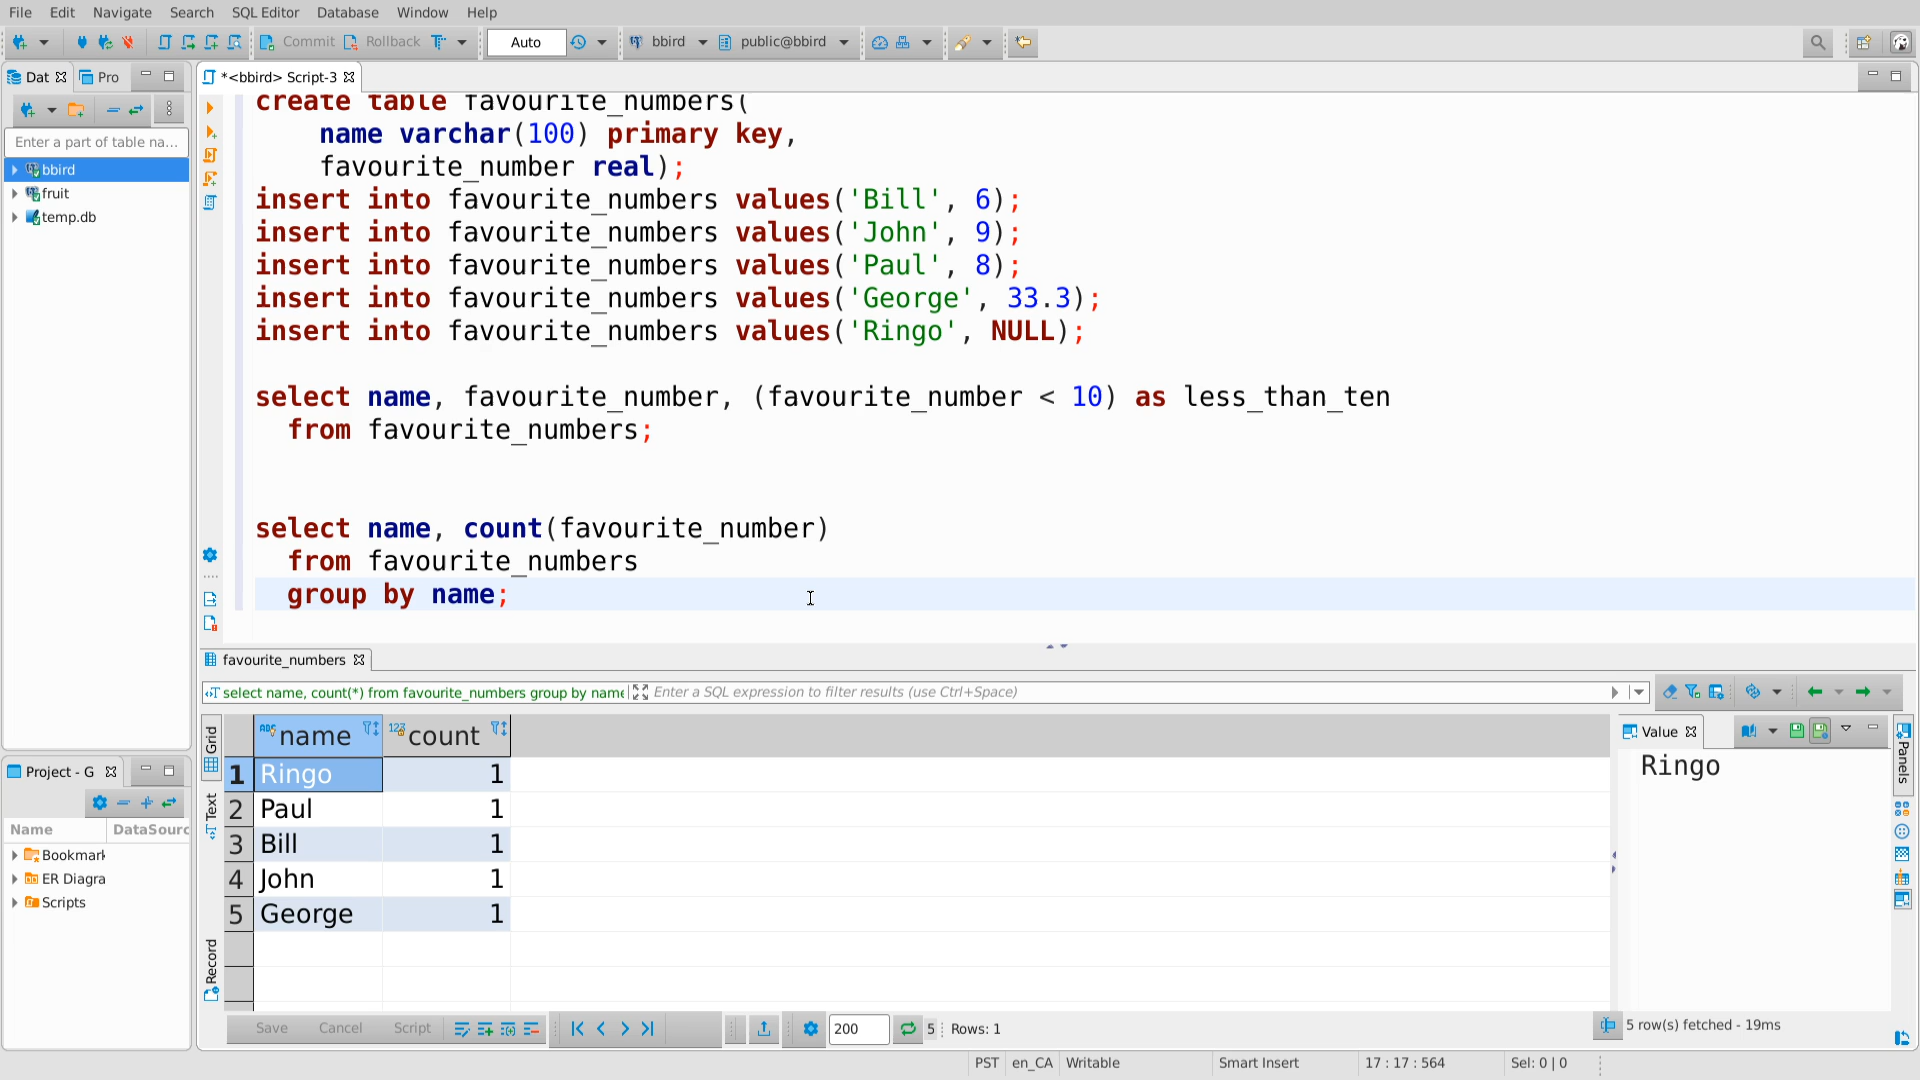 File Edit Navigate Search SQL Editor Database Window Help
Commit Rollback Auto bbird public@bbird
Dat Pro
*<bbird> Script-3
Enter a part of table na...
bbird
fruit
temp.db
create table favourite_numbers(
name varchar(100) primary key,
favourite_number real);
insert into favourite_numbers values('Bill', 6);
insert into favourite_numbers values('John', 9);
insert into favourite_numbers values('Paul', 8);
insert into favourite_numbers values('George', 33.3);
insert into favourite_numbers values('Ringo', NULL);
select name, favourite_number, (favourite_number < 10) as less_than_ten
from favourite_numbers;
select name, count(favourite_number)
from favourite_numbers
group by name;
favourite_numbers
select name, count(*) from favourite_numbers group by name
Enter a SQL expression to filter results (use Ctrl+Space)
Grid
Text
Record
name count
1 Ringo 1
2 Paul 1
3 Bill 1
4 John 1
5 George 1
Value
Ringo
Panels
Project - G
Name DataSourc
Bookmark
ER Diagra
Scripts
Save Cancel Script 200 5 Rows: 1
5 row(s) fetched - 19ms
PST en_CA Writable Smart Insert 17 : 17 : 564 Sel: 0 | 0